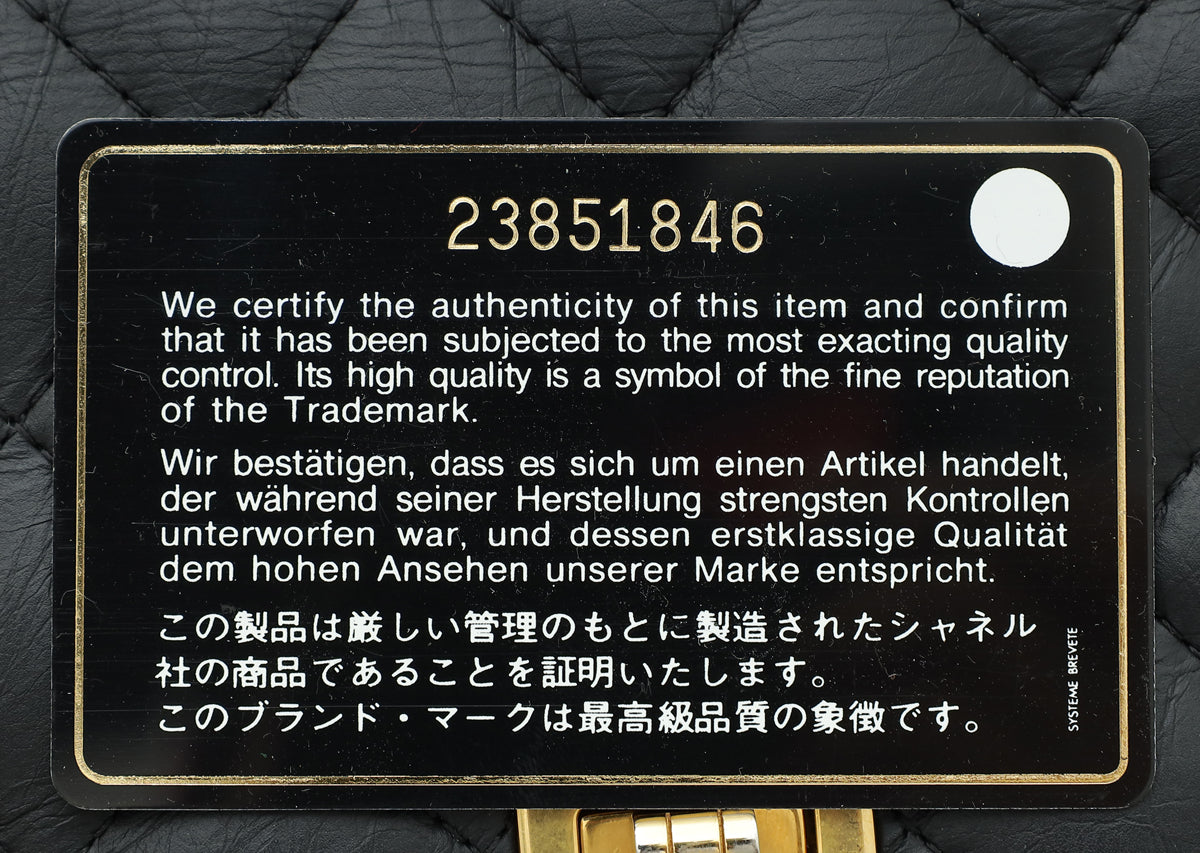 23851846
We certify the authenticity of this item and confirm
that it has been subjected to the most exacting quality
control. Its high quality is a symbol of the fine reputation
of the Trademark.
Wir bestätigen, dass es sich um einen Artikel handelt,
der während seiner Herstellung strengsten Kontrollen
unterworfen war, und dessen erstklassige Qualität
dem hohen Ansehen unserer Marke entspricht.
この製品は厳しい管理のもとに製造されたシャネル
社の商品であることを証明いたします。
このブランド・マークは最高級品質の象徴です。
SYSTEME BREVETE